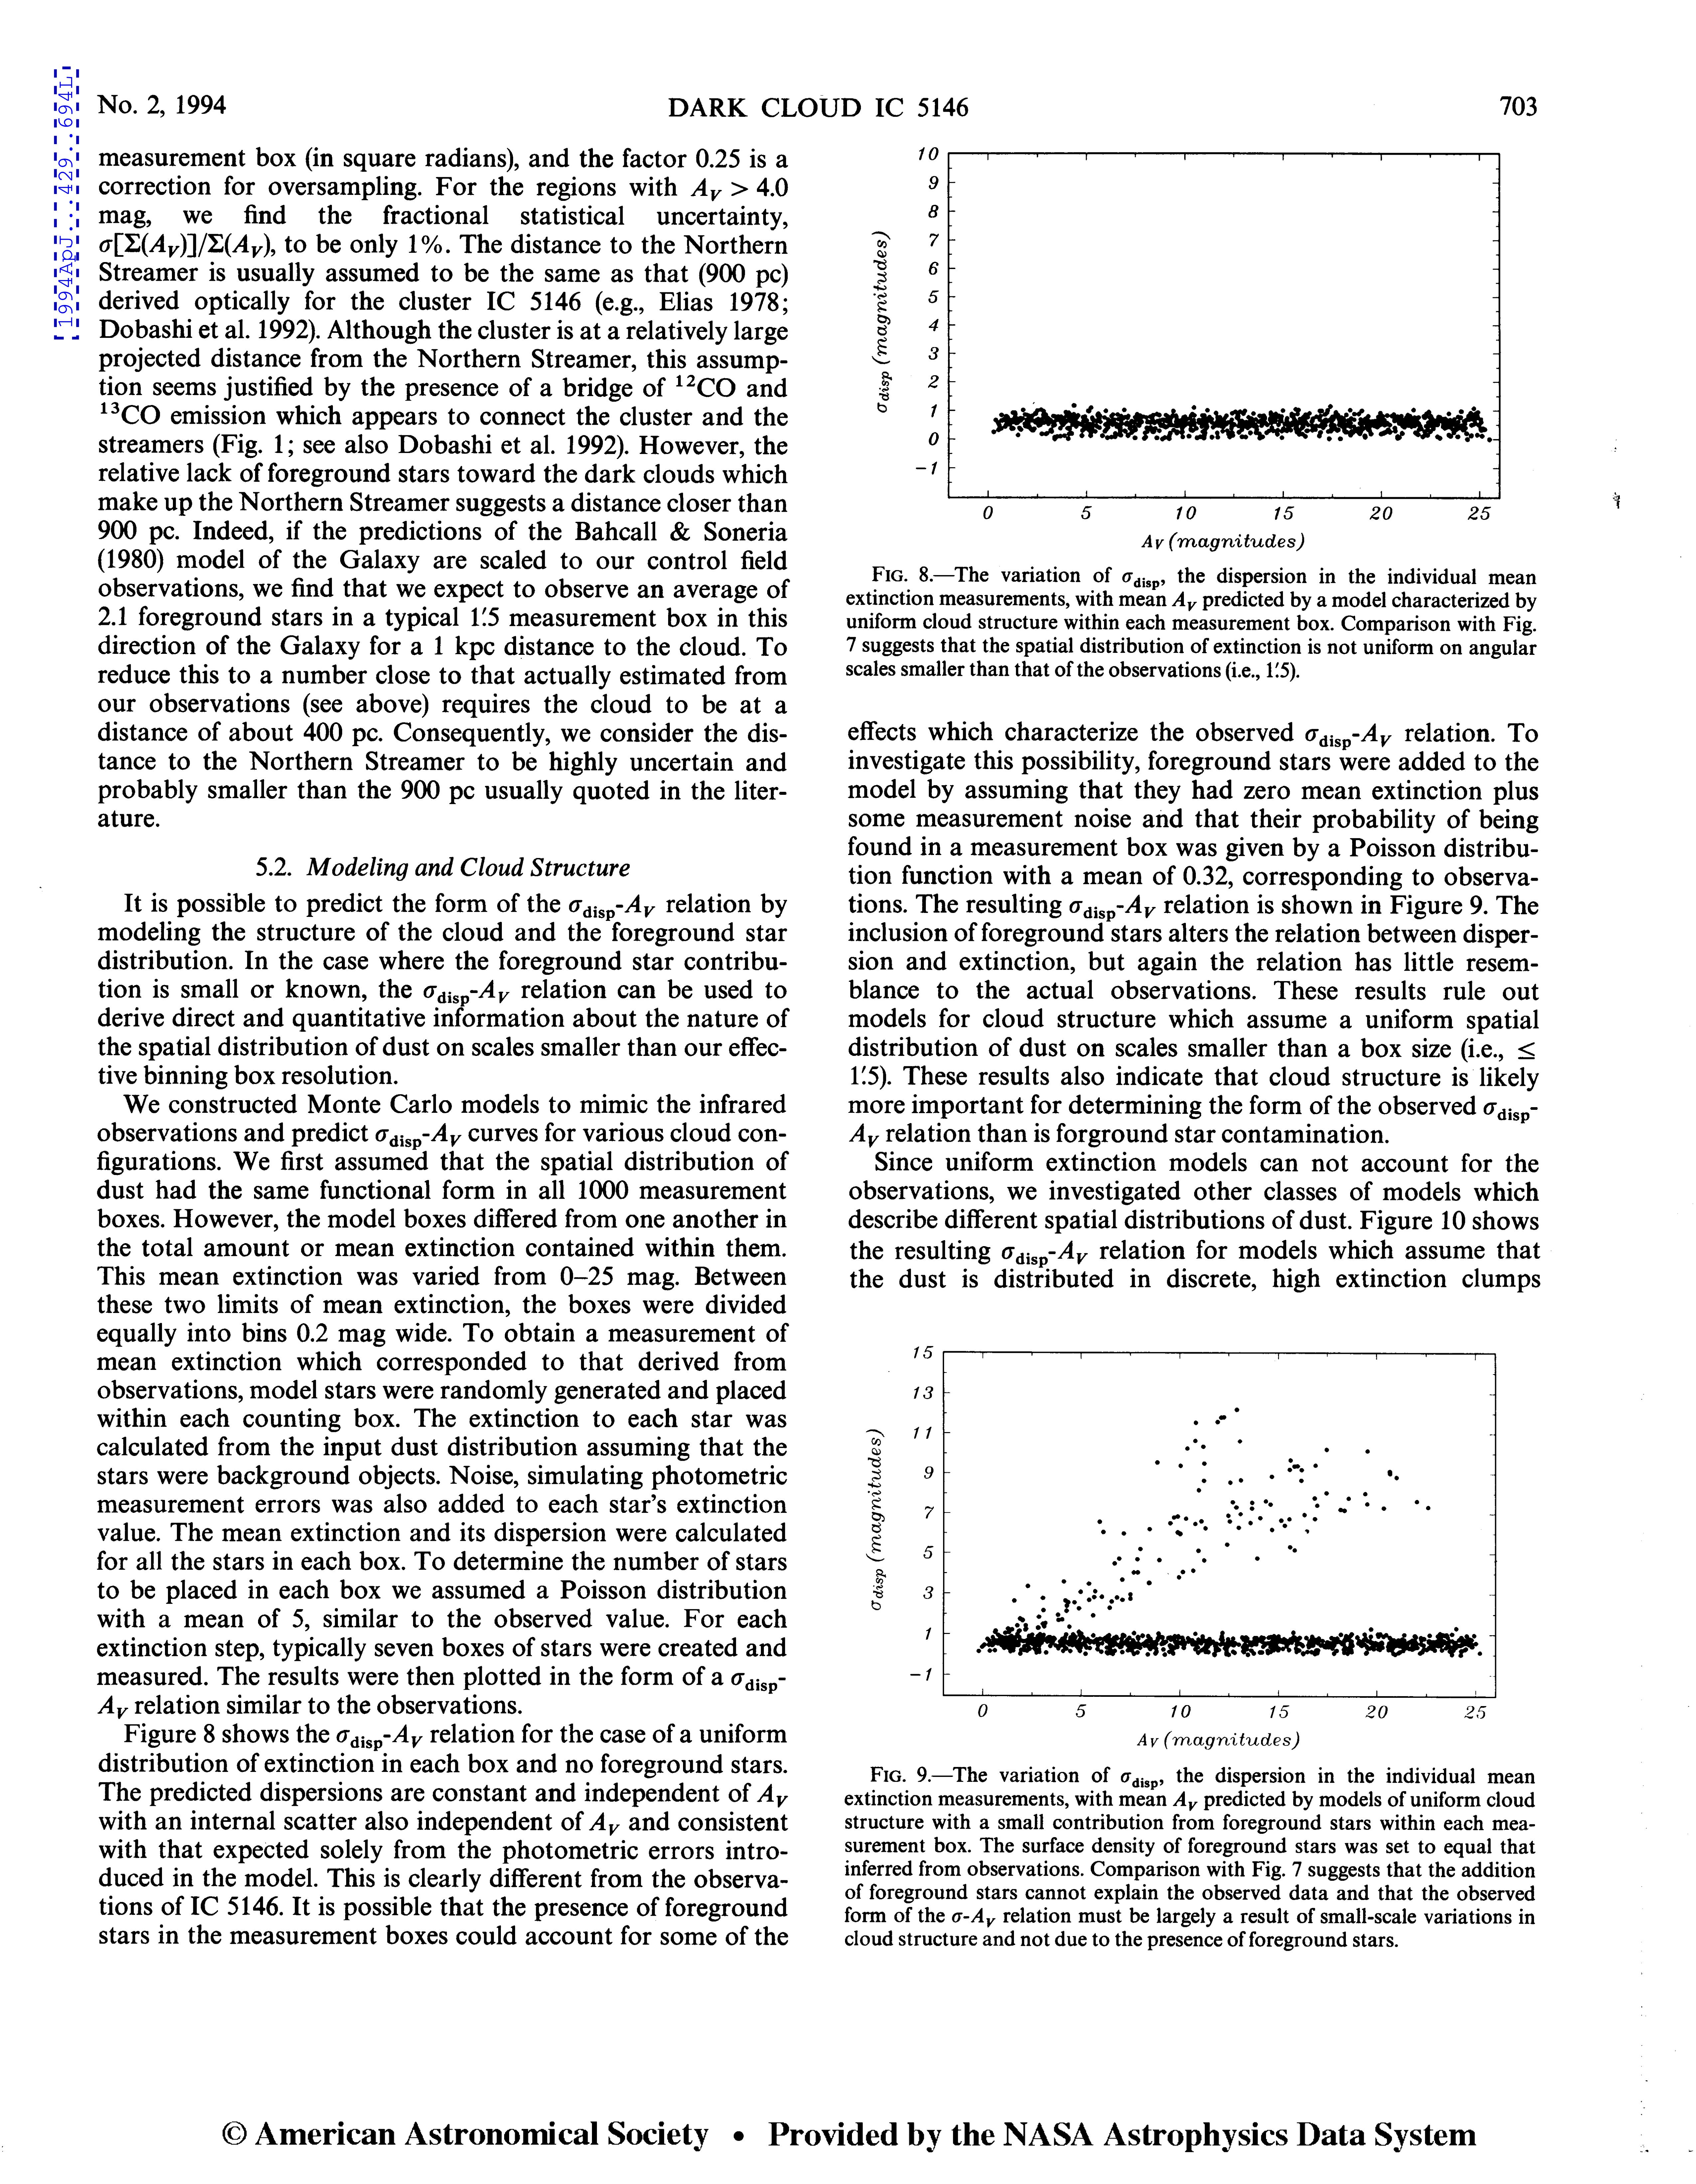 1994ApJ...429..694L
No. 2, 1994
DARK CLOUD IC 5146
703
measurement box (in square radians), and the factor 0.25 is a
correction for oversampling. For the regions with A_V > 4.0
mag, we find the fractional statistical uncertainty,
σ[Σ(A_V)]/Σ(A_V), to be only 1%. The distance to the Northern
Streamer is usually assumed to be the same as that (900 pc)
derived optically for the cluster IC 5146 (e.g., Elias 1978;
Dobashi et al. 1992). Although the cluster is at a relatively large
projected distance from the Northern Streamer, this assump-
tion seems justified by the presence of a bridge of ¹²CO and
¹³CO emission which appears to connect the cluster and the
streamers (Fig. 1; see also Dobashi et al. 1992). However, the
relative lack of foreground stars toward the dark clouds which
make up the Northern Streamer suggests a distance closer than
900 pc. Indeed, if the predictions of the Bahcall & Soneria
(1980) model of the Galaxy are scaled to our control field
observations, we find that we expect to observe an average of
2.1 foreground stars in a typical 1′.5 measurement box in this
direction of the Galaxy for a 1 kpc distance to the cloud. To
reduce this to a number close to that actually estimated from
our observations (see above) requires the cloud to be at a
distance of about 400 pc. Consequently, we consider the dis-
tance to the Northern Streamer to be highly uncertain and
probably smaller than the 900 pc usually quoted in the liter-
ature.
5.2. Modeling and Cloud Structure
It is possible to predict the form of the σ_disp-A_V relation by
modeling the structure of the cloud and the foreground star
distribution. In the case where the foreground star contribu-
tion is small or known, the σ_disp-A_V relation can be used to
derive direct and quantitative information about the nature of
the spatial distribution of dust on scales smaller than our effec-
tive binning box resolution.
We constructed Monte Carlo models to mimic the infrared
observations and predict σ_disp-A_V curves for various cloud con-
figurations. We first assumed that the spatial distribution of
dust had the same functional form in all 1000 measurement
boxes. However, the model boxes differed from one another in
the total amount or mean extinction contained within them.
This mean extinction was varied from 0–25 mag. Between
these two limits of mean extinction, the boxes were divided
equally into bins 0.2 mag wide. To obtain a measurement of
mean extinction which corresponded to that derived from
observations, model stars were randomly generated and placed
within each counting box. The extinction to each star was
calculated from the input dust distribution assuming that the
stars were background objects. Noise, simulating photometric
measurement errors was also added to each star's extinction
value. The mean extinction and its dispersion were calculated
for all the stars in each box. To determine the number of stars
to be placed in each box we assumed a Poisson distribution
with a mean of 5, similar to the observed value. For each
extinction step, typically seven boxes of stars were created and
measured. The results were then plotted in the form of a σ_disp-
A_V relation similar to the observations.
Figure 8 shows the σ_disp-A_V relation for the case of a uniform
distribution of extinction in each box and no foreground stars.
The predicted dispersions are constant and independent of A_V
with an internal scatter also independent of A_V and consistent
with that expected solely from the photometric errors intro-
duced in the model. This is clearly different from the observa-
tions of IC 5146. It is possible that the presence of foreground
stars in the measurement boxes could account for some of the
10
9
8
7
6
5
4
3
2
1
0
-1
σ_disp (magnitudes)
0 5 10 15 20 25
A_V (magnitudes)
FIG. 8.—The variation of σ_disp, the dispersion in the individual mean
extinction measurements, with mean A_V predicted by a model characterized by
uniform cloud structure within each measurement box. Comparison with Fig.
7 suggests that the spatial distribution of extinction is not uniform on angular
scales smaller than that of the observations (i.e., 1′.5).
effects which characterize the observed σ_disp-A_V relation. To
investigate this possibility, foreground stars were added to the
model by assuming that they had zero mean extinction plus
some measurement noise and that their probability of being
found in a measurement box was given by a Poisson distribu-
tion function with a mean of 0.32, corresponding to observa-
tions. The resulting σ_disp-A_V relation is shown in Figure 9. The
inclusion of foreground stars alters the relation between disper-
sion and extinction, but again the relation has little resem-
blance to the actual observations. These results rule out
models for cloud structure which assume a uniform spatial
distribution of dust on scales smaller than a box size (i.e., ≤
1′.5). These results also indicate that cloud structure is likely
more important for determining the form of the observed σ_disp-
A_V relation than is forground star contamination.
Since uniform extinction models can not account for the
observations, we investigated other classes of models which
describe different spatial distributions of dust. Figure 10 shows
the resulting σ_disp-A_V relation for models which assume that
the dust is distributed in discrete, high extinction clumps
15
13
11
9
7
5
3
1
-1
σ_disp (magnitudes)
0 5 10 15 20 25
A_V (magnitudes)
FIG. 9.—The variation of σ_disp, the dispersion in the individual mean
extinction measurements, with mean A_V predicted by models of uniform cloud
structure with a small contribution from foreground stars within each mea-
surement box. The surface density of foreground stars was set to equal that
inferred from observations. Comparison with Fig. 7 suggests that the addition
of foreground stars cannot explain the observed data and that the observed
form of the σ-A_V relation must be largely a result of small-scale variations in
cloud structure and not due to the presence of foreground stars.
© American Astronomical Society • Provided by the NASA Astrophysics Data System